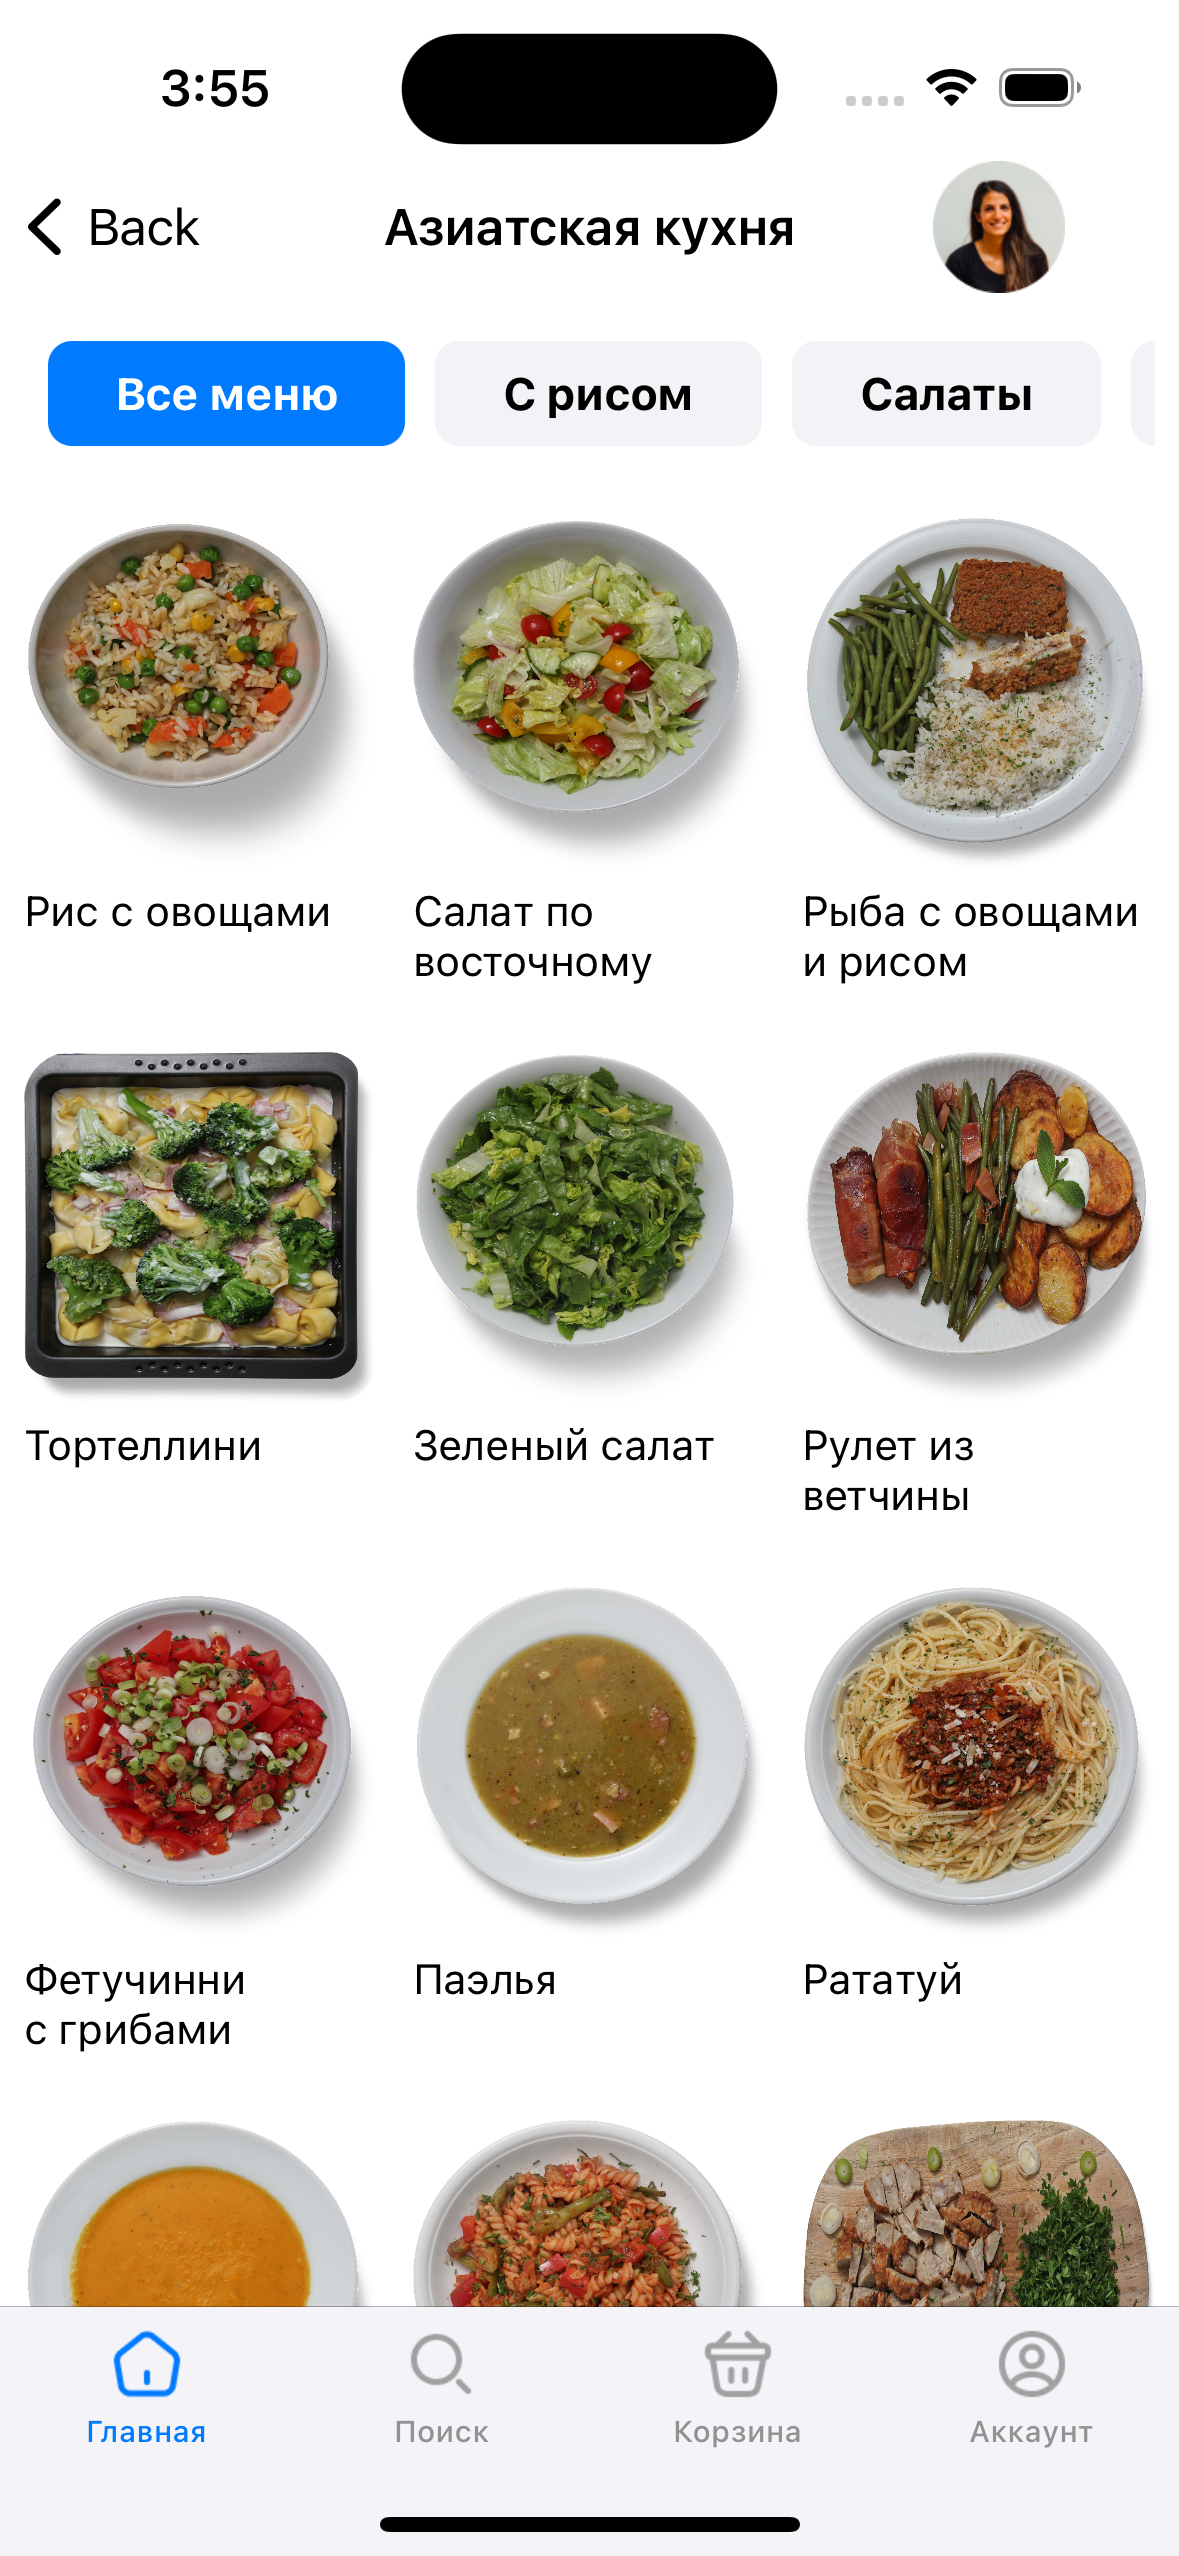 3:55
Back
Азиатская кухня
Все меню
С рисом
Салаты
Рис с овощами
Салат по
восточному
Рыба с овощами
и рисом
Тортеллини
Зеленый салат
Рулет из
ветчины
Фетучинни
с грибами
Паэлья
Рататуй
Главная
Поиск
Корзина
Аккаунт